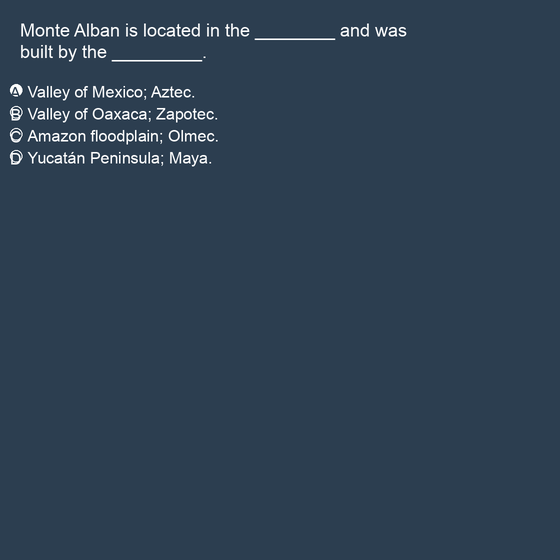 Monte Alban is located in the ________ and was
built by the _________.
A Valley of Mexico; Aztec.
B Valley of Oaxaca; Zapotec.
C Amazon floodplain; Olmec.
D Yucatán Peninsula; Maya.